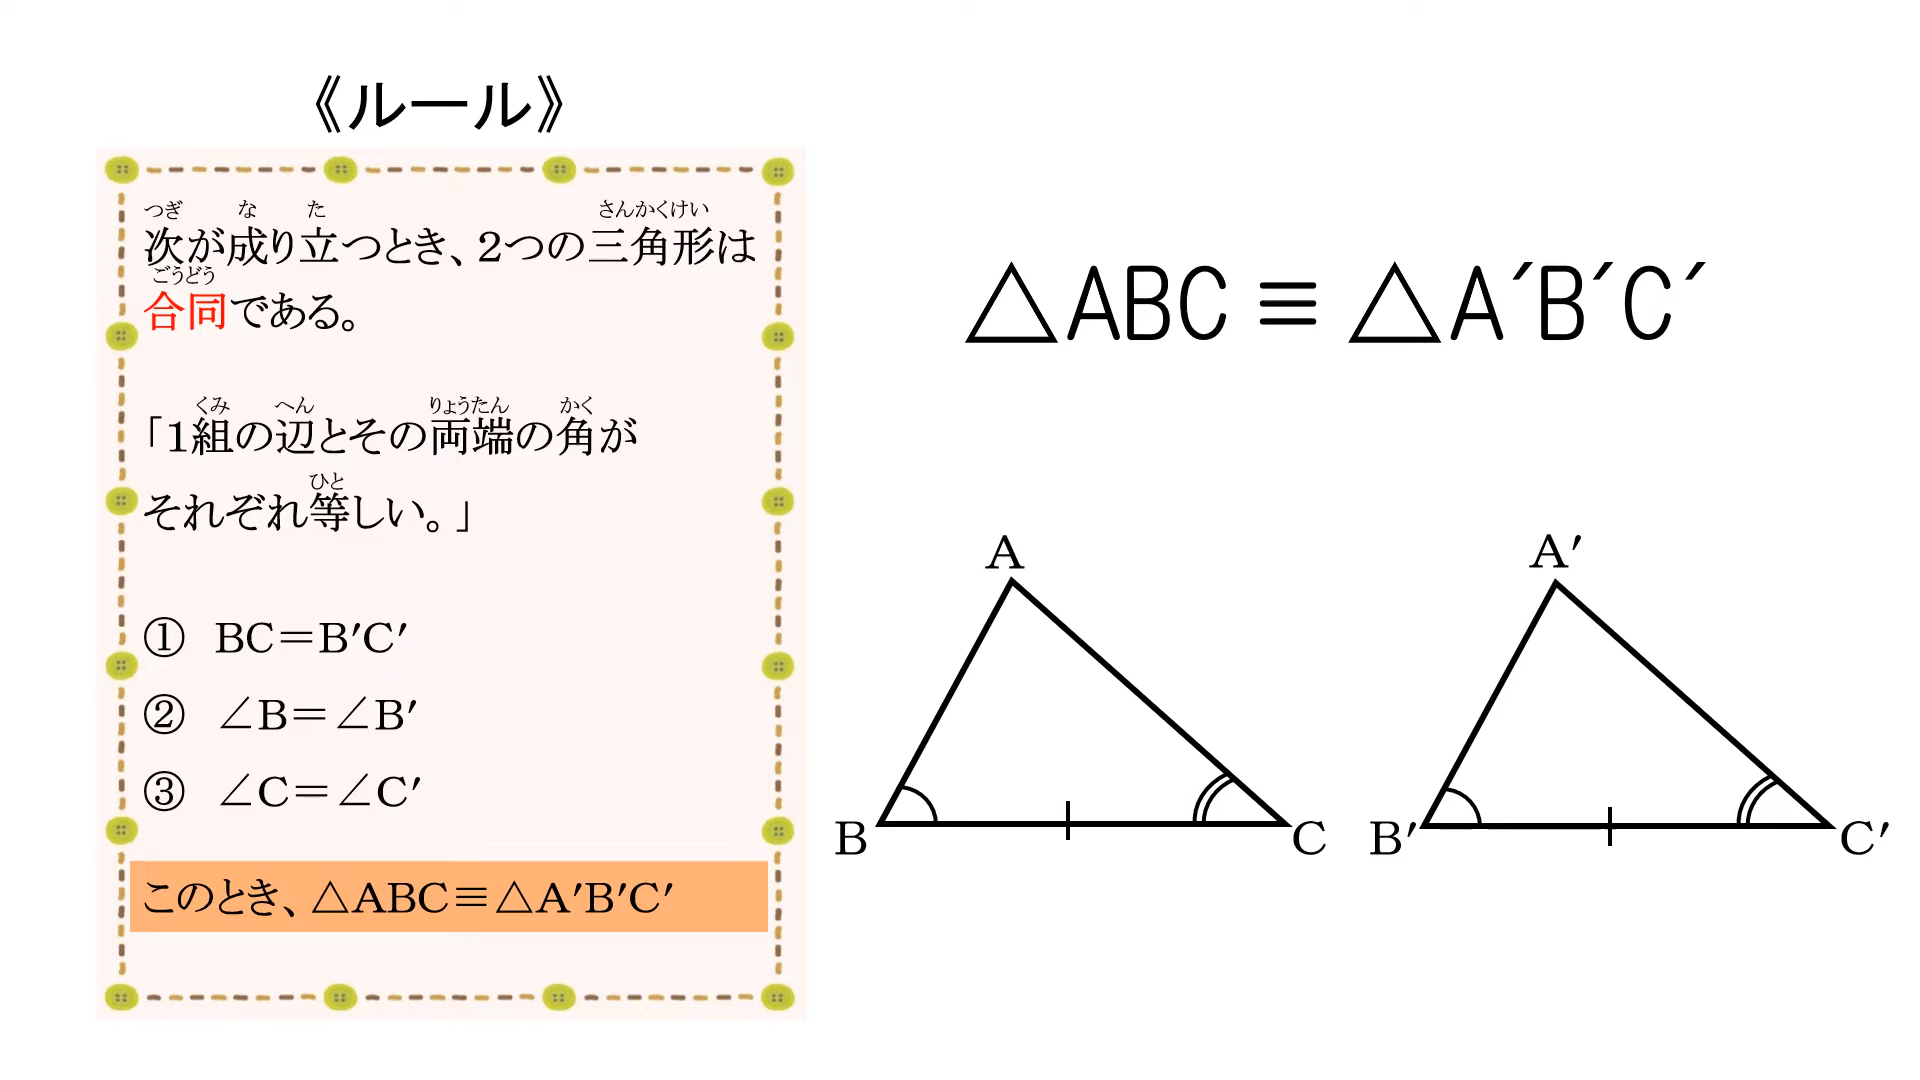 《ルール》
つぎ な た さんかくけい
次が成り立つとき、2つの三角形は
ごうどう
合同である。
くみ へん りょうたん かく
「1組の辺とその両端の角が
ひと
それぞれ等しい。」
① BC＝B′C′
② ∠B＝∠B′
③ ∠C＝∠C′
このとき、△ABC≡△A′B′C′
△ABC ≡ △A′B′C′
A
B
C
A′
B′
C′